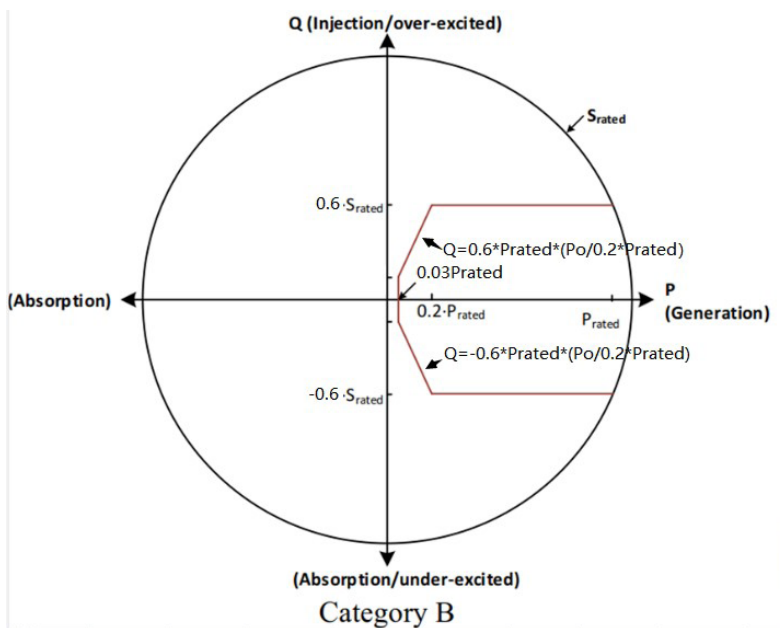 Q (Injection/over-excited)
Srated
0.6·Srated
Q=0.6*Prated*(Po/0.2*Prated)
0.03Prated
(Absorption)
P
(Generation)
0.2·Prated
Prated
Q=-0.6*Prated*(Po/0.2*Prated)
-0.6·Srated
(Absorption/under-excited)
Category B